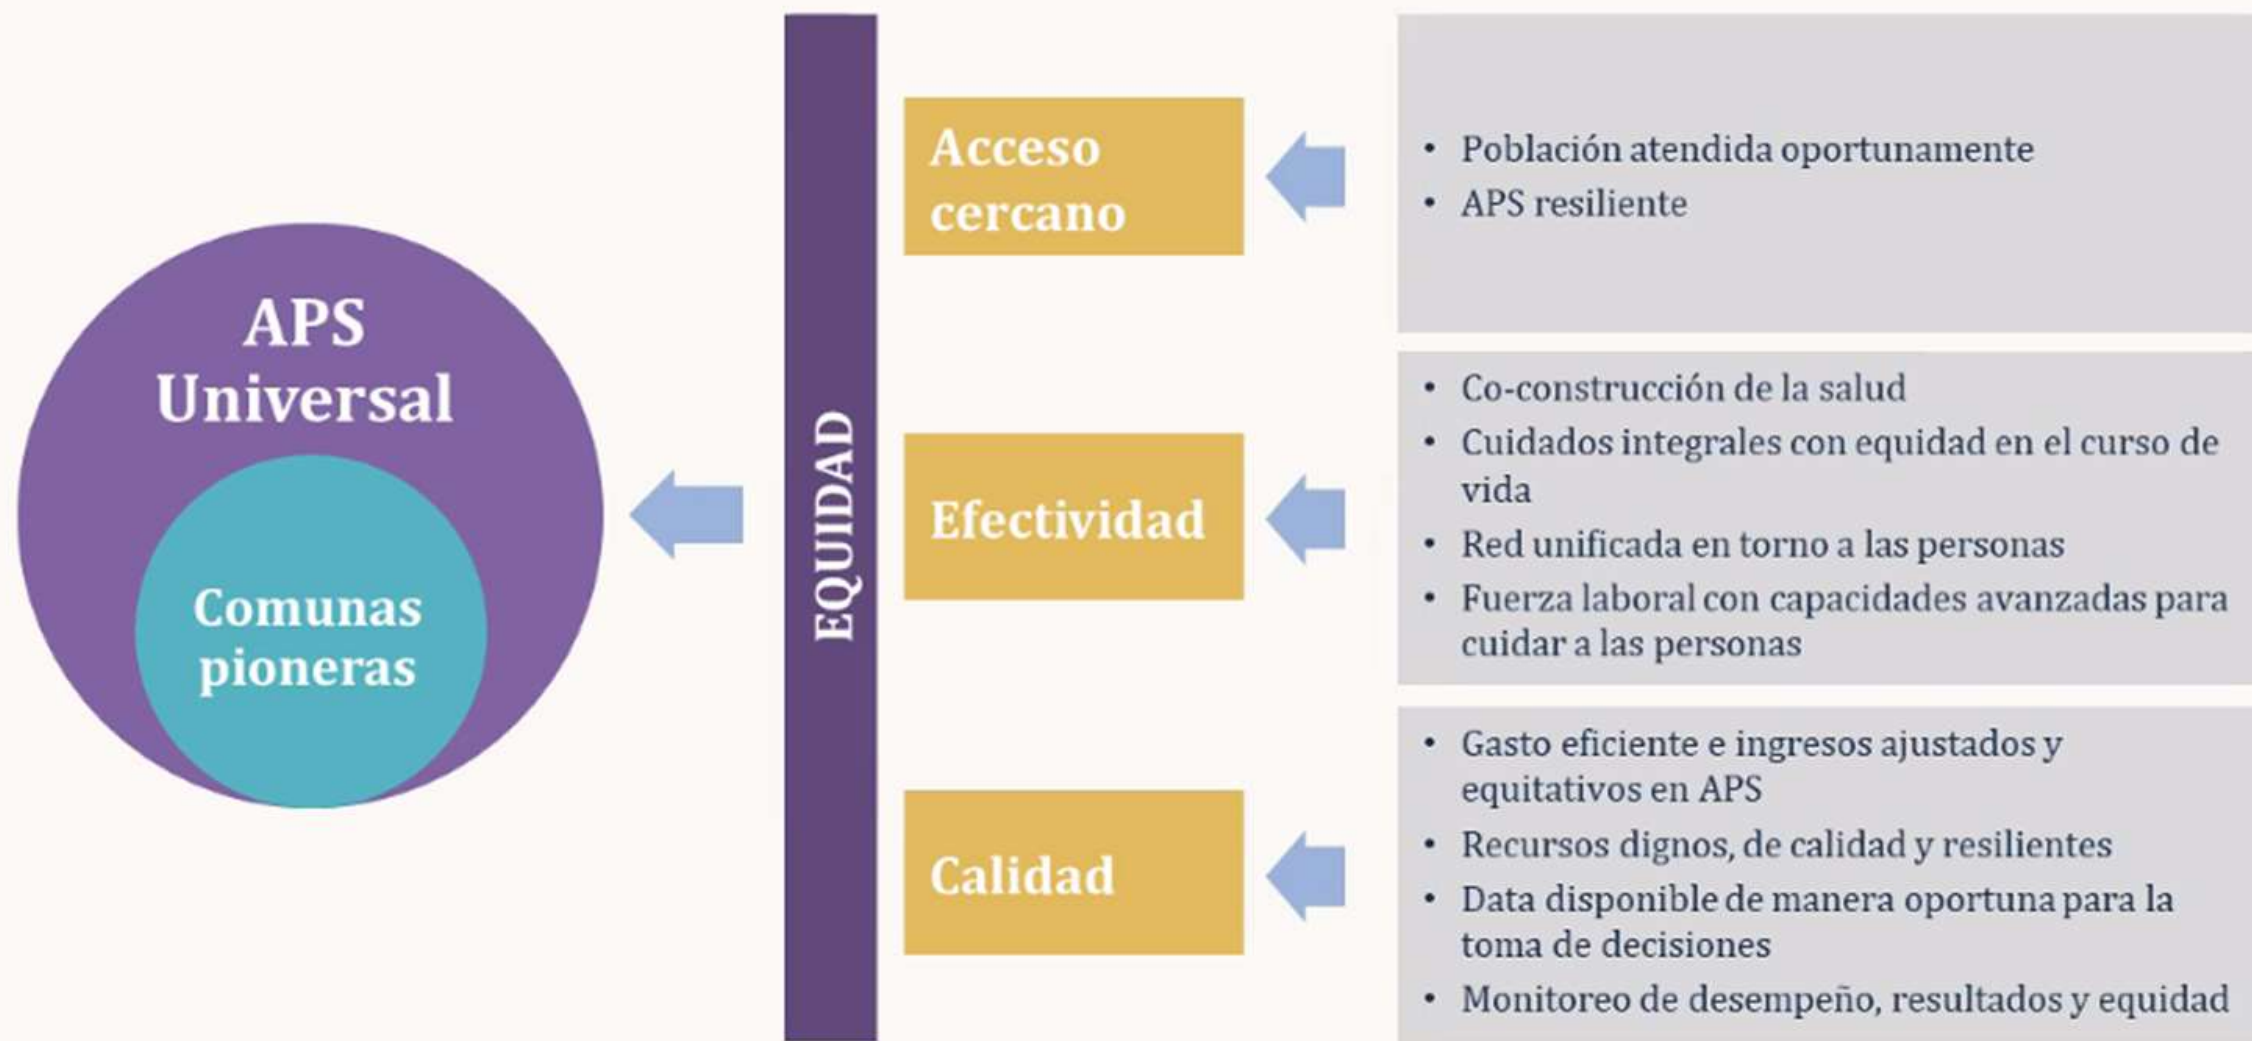 APS
Universal
Comunas
pioneras
EQUIDAD
Acceso
cercano
• Población atendida oportunamente
• APS resiliente
Efectividad
• Co-construcción de la salud
• Cuidados integrales con equidad en el curso de
vida
• Red unificada en torno a las personas
• Fuerza laboral con capacidades avanzadas para
cuidar a las personas
Calidad
• Gasto eficiente e ingresos ajustados y
equitativos en APS
• Recursos dignos, de calidad y resilientes
• Data disponible de manera oportuna para la
toma de decisiones
• Monitoreo de desempeño, resultados y equidad